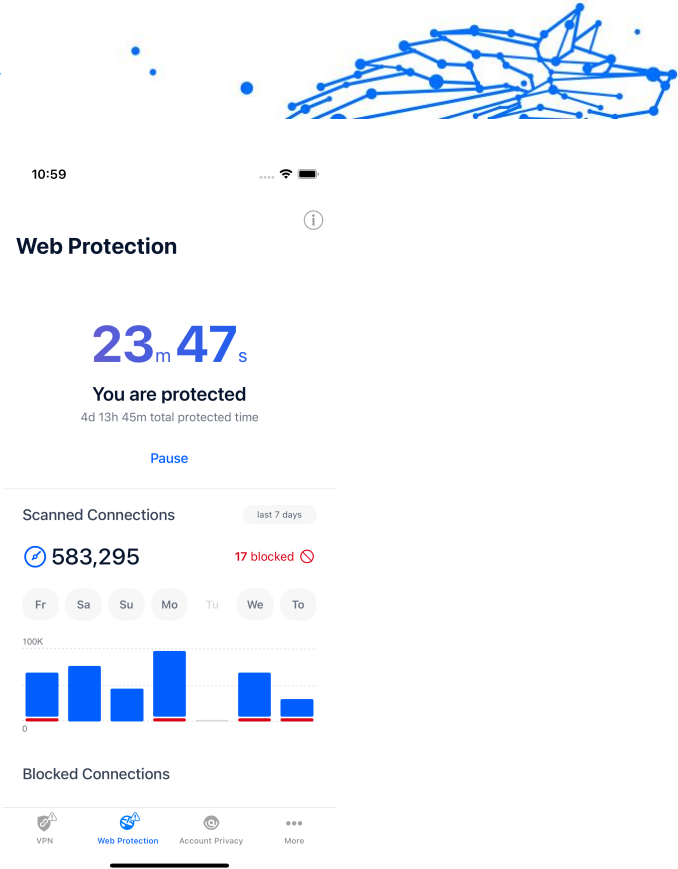 10:59
Web Protection
23m 47s
You are protected
4d 13h 45m total protected time
Pause
Scanned Connections last 7 days
583,295 17 blocked
Fr Sa Su Mo Tu We To
100K
0
Blocked Connections
VPN Web Protection Account Privacy More